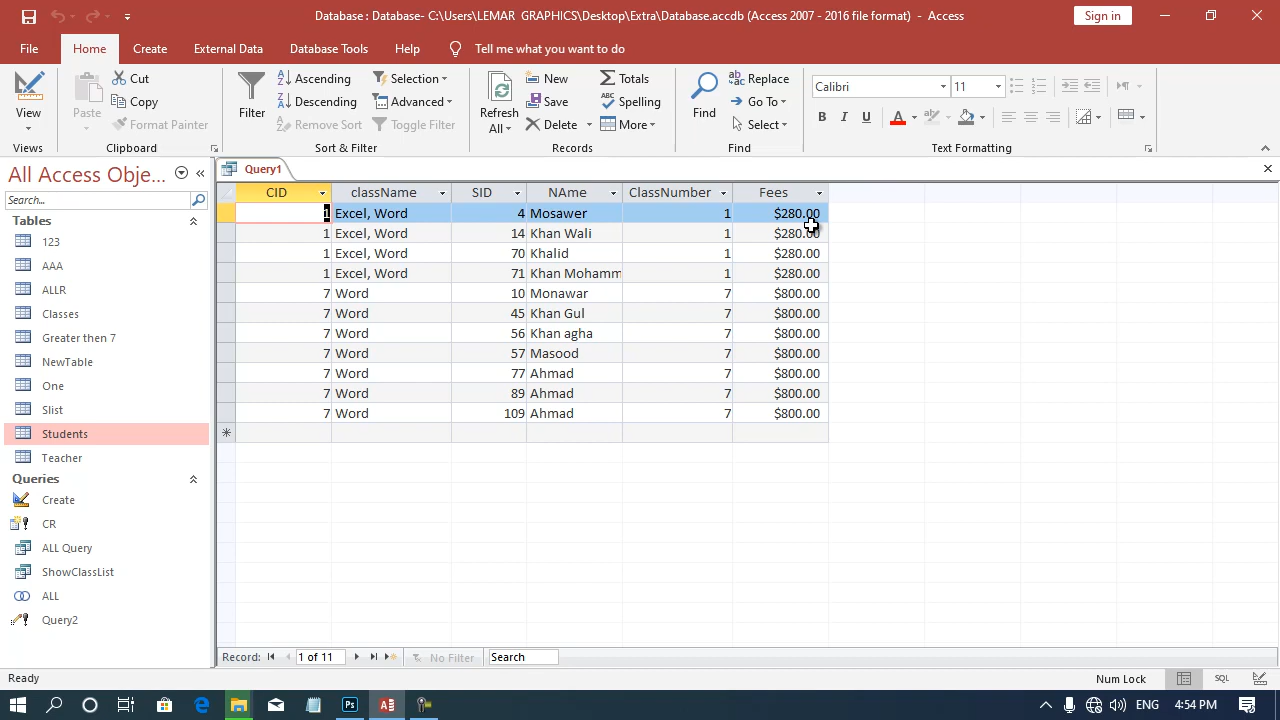 Database : Database- C:\Users\LEMAR GRAPHICS\Desktop\Extra\Database.accdb (Access 2007 - 2016 file format) - Access
Sign in
File Home Create External Data Database Tools Help Tell me what you want to do
View
Views
Paste
Cut
Copy
Format Painter
Clipboard
Filter
Ascending
Descending
Remove Sort
Selection
Advanced
Toggle Filter
Sort & Filter
Refresh All
New
Save
Delete
Totals
Spelling
More
Records
Find
Replace
Go To
Select
Find
Calibri 11
B I U A
Text Formatting
All Access Obje...
Search...
Tables
123
AAA
ALLR
Classes
Greater then 7
NewTable
One
Slist
Students
Teacher
Queries
Create
CR
ALL Query
ShowClassList
ALL
Query2
Query1
CID className SID NAme ClassNumber Fees
1 Excel, Word 4 Mosawer 1 $280.00
1 Excel, Word 14 Khan Wali 1 $280.00
1 Excel, Word 70 Khalid 1 $280.00
1 Excel, Word 71 Khan Mohamm 1 $280.00
7 Word 10 Monawar 7 $800.00
7 Word 45 Khan Gul 7 $800.00
7 Word 56 Khan agha 7 $800.00
7 Word 57 Masood 7 $800.00
7 Word 77 Ahmad 7 $800.00
7 Word 89 Ahmad 7 $800.00
7 Word 109 Ahmad 7 $800.00
Record: 1 of 11 No Filter Search
Ready
Num Lock SQL
ENG 4:54 PM